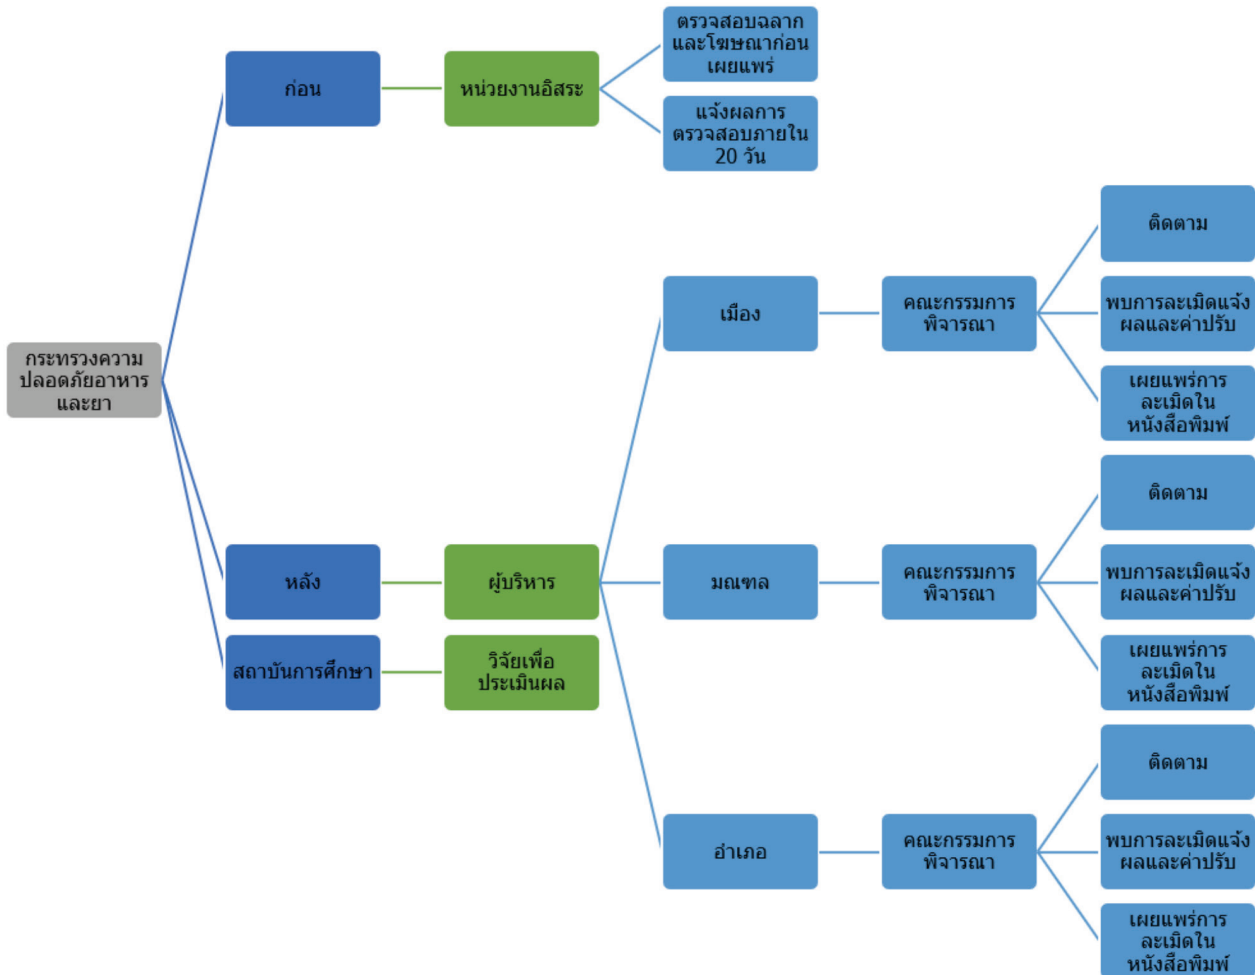 ตรวจสอบฉลาก
และโฆษณาก่อน
เผยแพร่
ก่อน
หน่วยงานอิสระ
แจ้งผลการ
ตรวจสอบภายใน
20 วัน
ติดตาม
เมือง
คณะกรรมการ
พิจารณา
พบการละเมิดแจ้ง
ผลและค่าปรับ
กระทรวงความ
ปลอดภัยอาหาร
และยา
เผยแพร่การ
ละเมิดใน
หนังสือพิมพ์
ติดตาม
หลัง
ผู้บริหาร
มณฑล
คณะกรรมการ
พิจารณา
พบการละเมิดแจ้ง
ผลและค่าปรับ
สถาบันการศึกษา
วิจัยเพื่อ
ประเมินผล
เผยแพร่การ
ละเมิดใน
หนังสือพิมพ์
ติดตาม
อำเภอ
คณะกรรมการ
พิจารณา
พบการละเมิดแจ้ง
ผลและค่าปรับ
เผยแพร่การ
ละเมิดใน
หนังสือพิมพ์